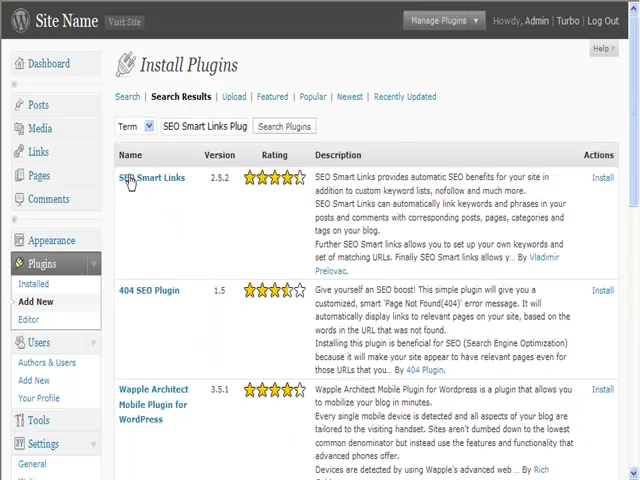 Site Name
Visit Site
Manage Plugins
Howdy, Admin | Turbo | Log Out
Help
Dashboard
Posts
Media
Links
Pages
Comments
Appearance
Plugins
Installed
Add New
Editor
Users
Authors & Users
Add New
Your Profile
Tools
Settings
General
Install Plugins
Search | Search Results | Upload | Featured | Popular | Newest | Recently Updated
Term
SEO Smart Links Plug
Search Plugins
Name Version Rating Description Actions
SEO Smart Links
2.5.2
SEO Smart Links provides automatic SEO benefits for your site in
addition to custom keyword lists, nofollow and much more.
SEO Smart Links can automatically link keywords and phrases in your
posts and comments with corresponding posts, pages, categories and
tags on your blog.
Further SEO Smart links allows you to set up your own keywords and
set of matching URLs. Finally SEO Smart links allows y... By Vladimir
Prelovac.
Install
404 SEO Plugin
1.5
Give yourself an SEO boost! This simple plugin will give you a
customized, smart 'Page Not Found(404)' error message. It will
automatically display links to relevant pages on your site, based on the
words in the URL that was not found.
Installing this plugin is beneficial for SEO (Search Engine Optimization)
because it will make your site appear to have relevant pages even for
those URLs that you... By 404 Plugin.
Install
Wapple Architect
Mobile Plugin for
WordPress
3.5.1
Wapple Architect Mobile Plugin for Wordpress is a plugin that allows you
to mobilize your blog in minutes.
Every single mobile device is detected and all aspects of your blog are
tailored to the visiting handset. Sites aren't dumbed down to the lowest
common denominator but instead use the features and functionality that
advanced phones offer.
Devices are detected by using Wapple's advanced web ... By Rich
Install